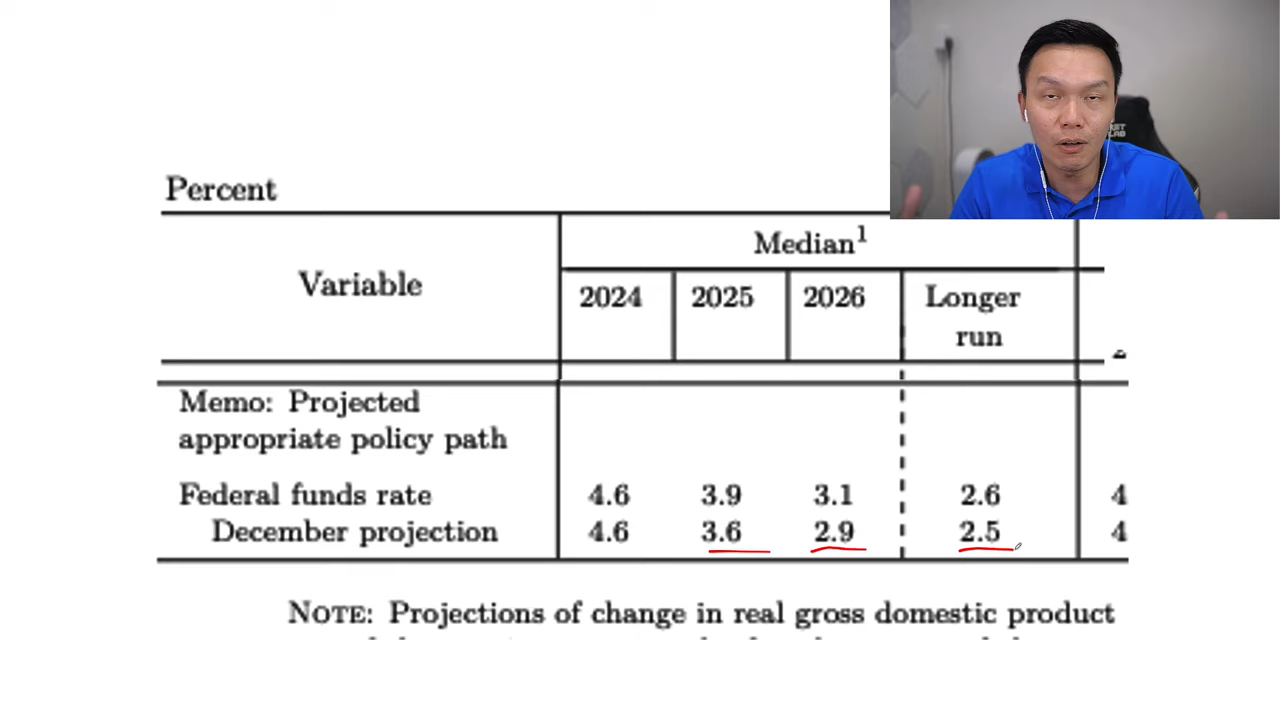 Percent
Variable
Median1
2024
2025
2026
Longer
run
Memo: Projected
appropriate policy path
Federal funds rate 4.6 3.9 3.1 2.6 4
December projection 4.6 3.6 2.9 2.5 4
NOTE: Projections of change in real gross domestic product